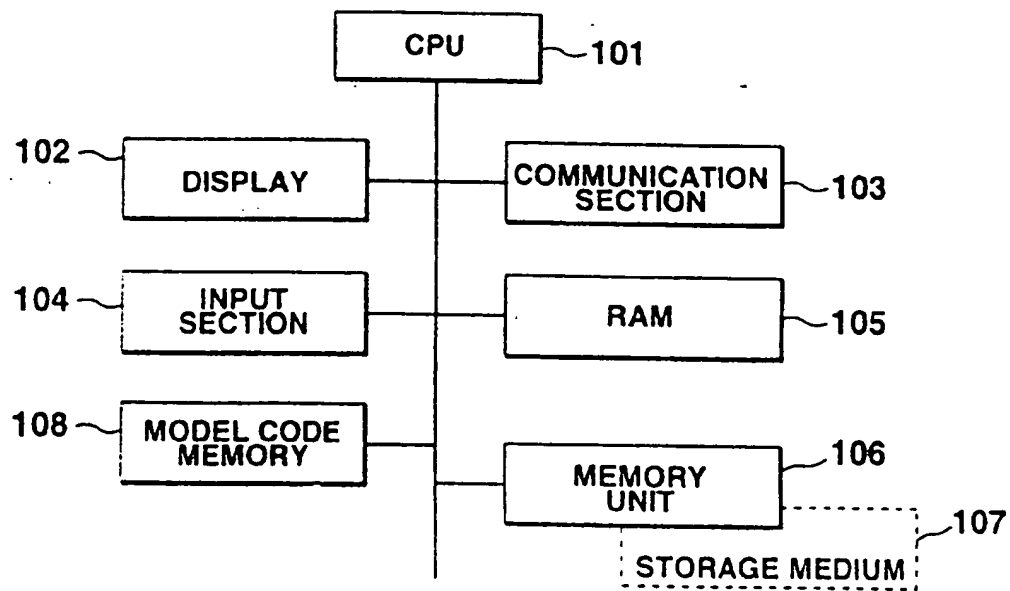 CPU
101
102
DISPLAY
COMMUNICATION
SECTION
103
104
INPUT
SECTION
RAM
105
108
MODEL CODE
MEMORY
MEMORY
UNIT
106
107
STORAGE MEDIUM